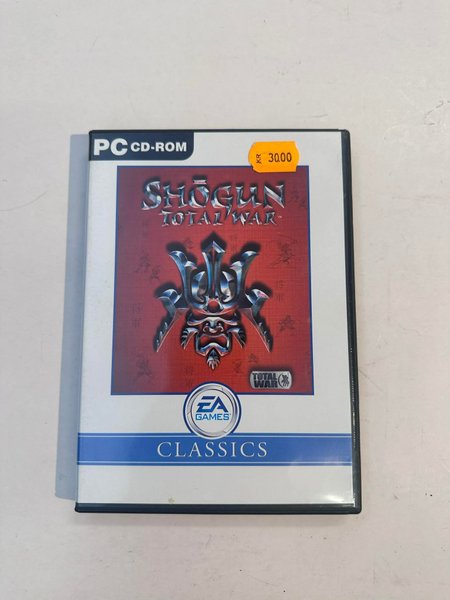 PC CD-ROM
KR 30.00
SHŌGUN
TOTAL WAR
TOTAL
WAR
EA
GAMES
CLASSICS